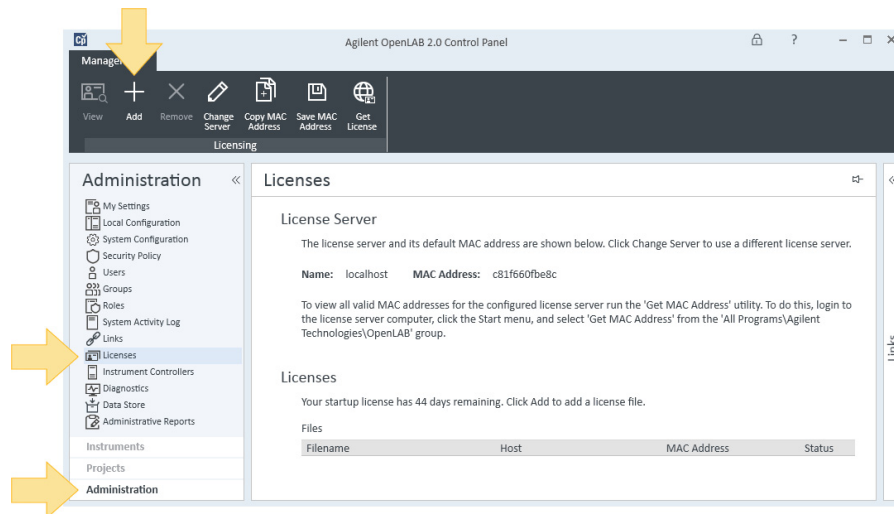 Agilent OpenLAB 2.0 Control Panel
?
View
Add
Remove
Change
Server
Copy MAC
Address
Save MAC
Address
Get
License
Licensing
Administration
My Settings
Local Configuration
System Configuration
Security Policy
Users
Groups
Roles
System Activity Log
Links
Licenses
Instrument Controllers
Diagnostics
Data Store
Administrative Reports
Instruments
Projects
Administration
Licenses
License Server
The license server and its default MAC address are shown below. Click Change Server to use a different license server.
Name: localhost MAC Address: c81f660fbe8c
To view all valid MAC addresses for the configured license server run the 'Get MAC Address' utility. To do this, login to
the license server computer, click the Start menu, and select 'Get MAC Address' from the 'All Programs\Agilent
Technologies\OpenLAB' group.
Licenses
Your startup license has 44 days remaining. Click Add to add a license file.
Files
Filename Host MAC Address Status
Links